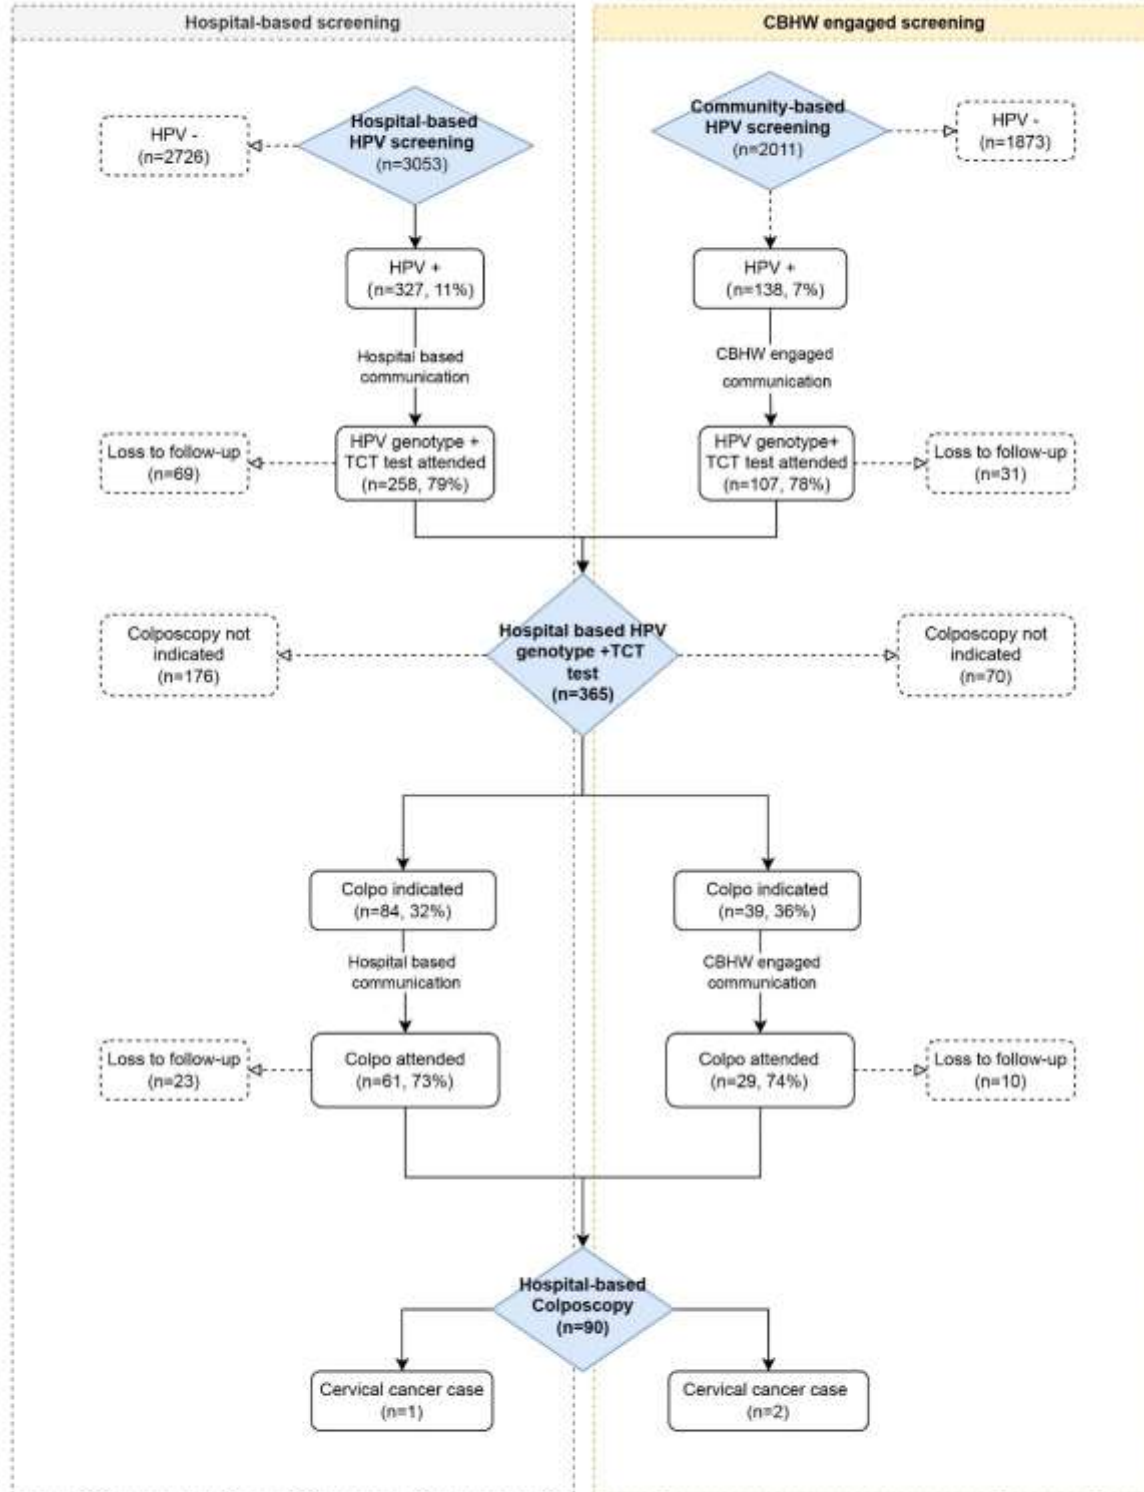 Hospital-based screening
CBHW engaged screening
Hospital-based
HPV screening
(n=3053)
HPV -
(n=2726)
Community-based
HPV screening
(n=2011)
HPV -
(n=1873)
HPV +
(n=327, 11%)
HPV +
(n=138, 7%)
Hospital based
communication
CBHW engaged
communication
Loss to follow-up
(n=69)
HPV genotype +
TCT test attended
(n=258, 79%)
HPV genotype+
TCT test attended
(n=107, 78%)
Loss to follow-up
(n=31)
Colposcopy not
indicated
(n=176)
Hospital based HPV
genotype +TCT
test
(n=365)
Colposcopy not
indicated
(n=70)
Colpo indicated
(n=84, 32%)
Colpo indicated
(n=39, 36%)
Hospital based
communication
CBHW engaged
communication
Loss to follow-up
(n=23)
Colpo attended
(n=61, 73%)
Colpo attended
(n=29, 74%)
Loss to follow-up
(n=10)
Hospital-based
Colposcopy
(n=90)
Cervical cancer case
(n=1)
Cervical cancer case
(n=2)